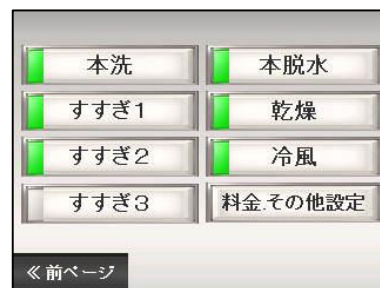 本洗
本脱水
すすぎ1
乾燥
すすぎ2
冷風
すすぎ3
料金.その他設定
≪前ページ